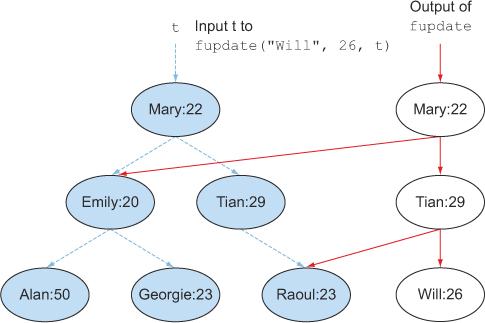 t
Input t to
fupdate("Will", 26, t)
Output of
fupdate
Mary:22
Mary:22
Emily:20
Tian:29
Tian:29
Alan:50
Georgie:23
Raoul:23
Will:26